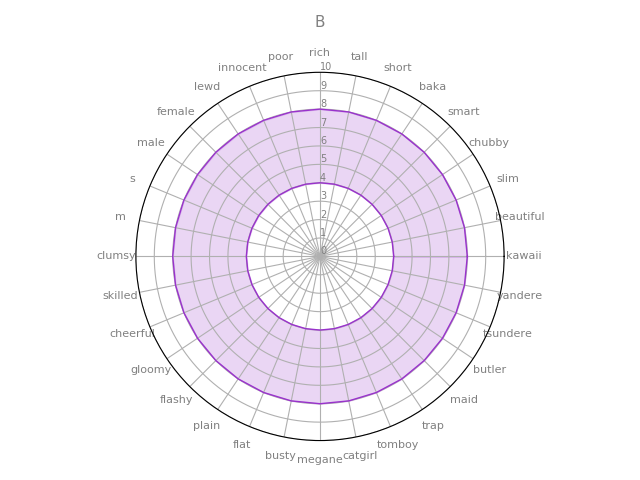 B
rich
poor
tall
innocent
short
lewd
baka
female
smart
male
chubby
s
slim
m
beautiful
clumsy
kawaii
skilled
yandere
cheerful
tsundere
gloomy
butler
flashy
maid
plain
trap
flat
tomboy
busty
megane
catgirl
10
9
8
7
6
5
4
3
2
1
0